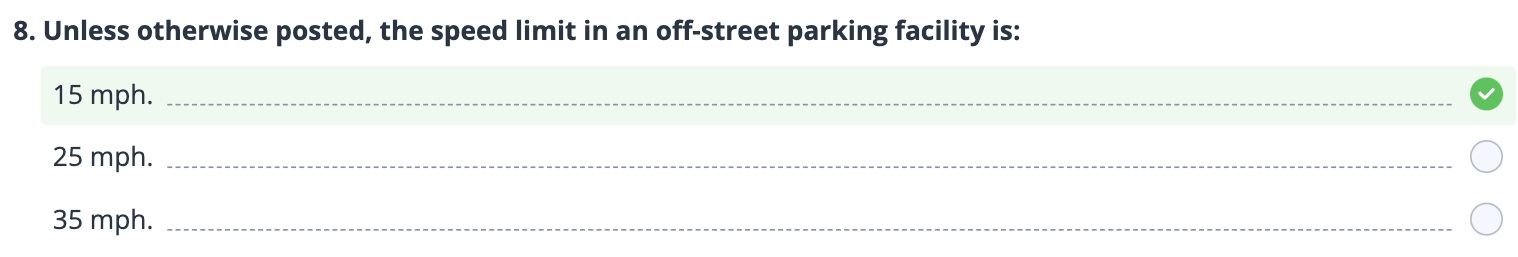 8. Unless otherwise posted, the speed limit in an off-street parking facility is:
15 mph.
25 mph.
35 mph.